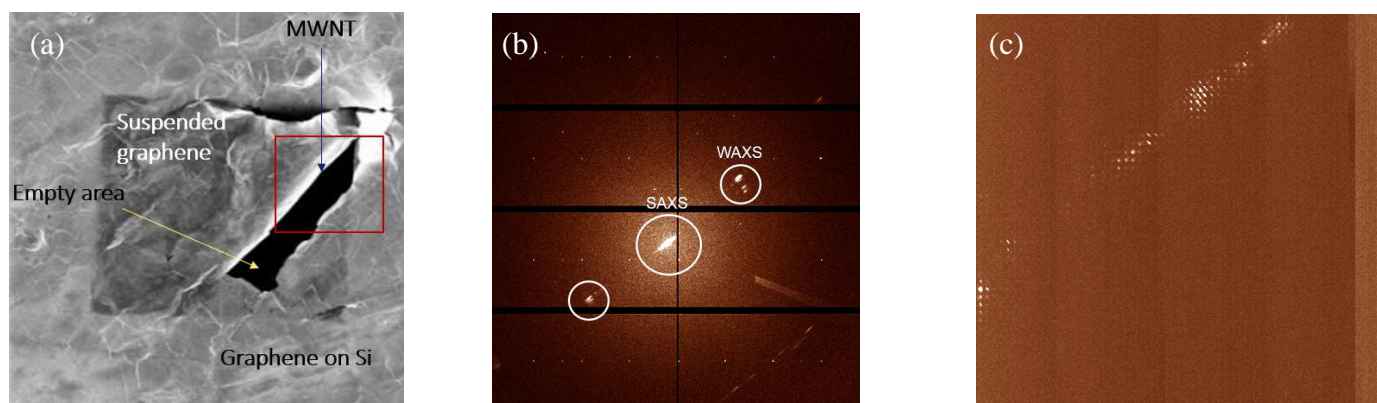 (a)
MWNT
Suspended
graphene
Empty area
Graphene on Si
(b)
WAXS
SAXS
(c)